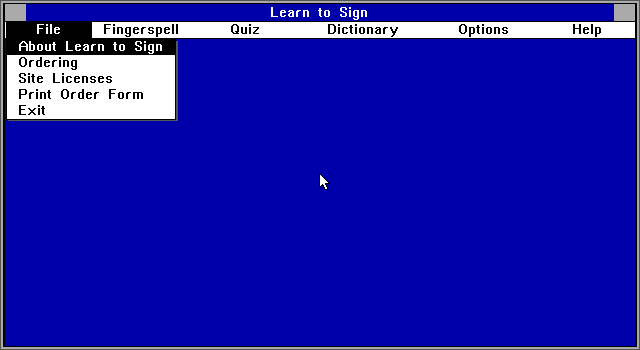 Learn to Sign
File Fingerspell Quiz Dictionary Options Help
About Learn to Sign
Ordering
Site Licenses
Print Order Form
Exit